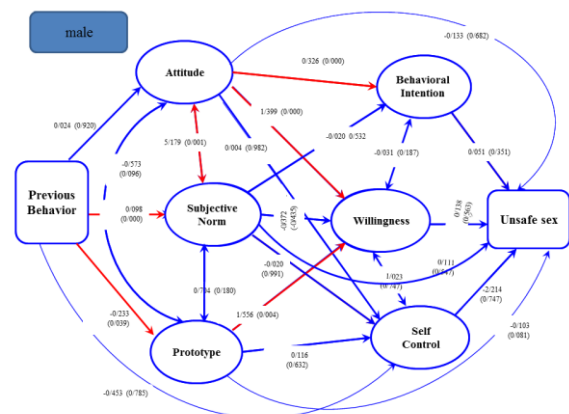 male
-0/133 (0/682)
Attitude
0/326 (0/000)
Behavioral
Intention
0/024 (0/920)
1/399 (0/000)
5/179 (0/001)
0/004 (0/982)
-0/020 0/532
-0/031 (0/187)
0/051 (0/351)
-0/573
0/096)
Previous
Behavior
0/098
(0/000)
Subjective
Norm
-0/372
(-0/435)
Willingness
0/138
Unsafe sex
0/111
-0/020
(0/991)
1/023
(0/747)
-2/214
(0/747)
-0/233
(0/039)
(0/180)
1/556 (0/004)
Prototype
0/116
(0/632)
Self
Control
-0/103
(0/081)
-0/453 (0/785)